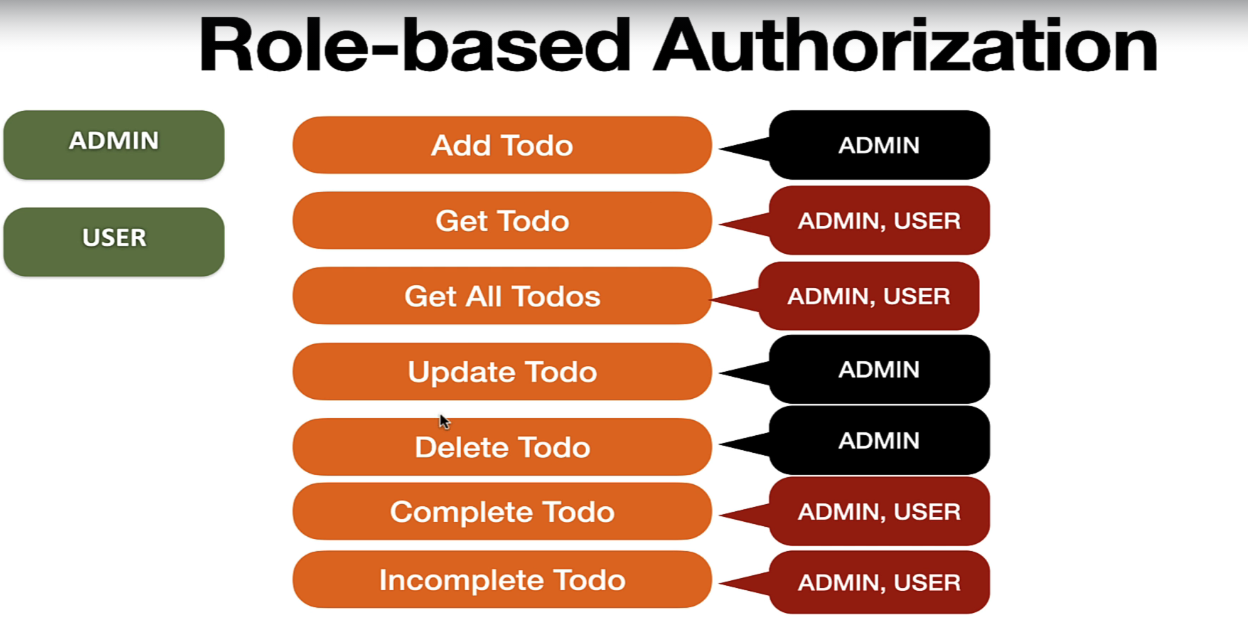 Role-based Authorization
ADMIN
USER
Add Todo
ADMIN
Get Todo
ADMIN, USER
Get All Todos
ADMIN, USER
Update Todo
ADMIN
Delete Todo
ADMIN
Complete Todo
ADMIN, USER
Incomplete Todo
ADMIN, USER